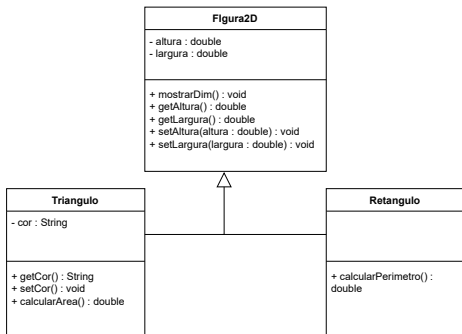 FIgura2D
- altura : double
- largura : double
+ mostrarDim() : void
+ getAltura() : double
+ getLargura() : double
+ setAltura(altura : double) : void
+ setLargura(largura : double) : void
Triangulo
- cor : String
+ getCor() : String
+ setCor() : void
+ calcularArea() : double
Retangulo
+ calcularPerimetro() :
double